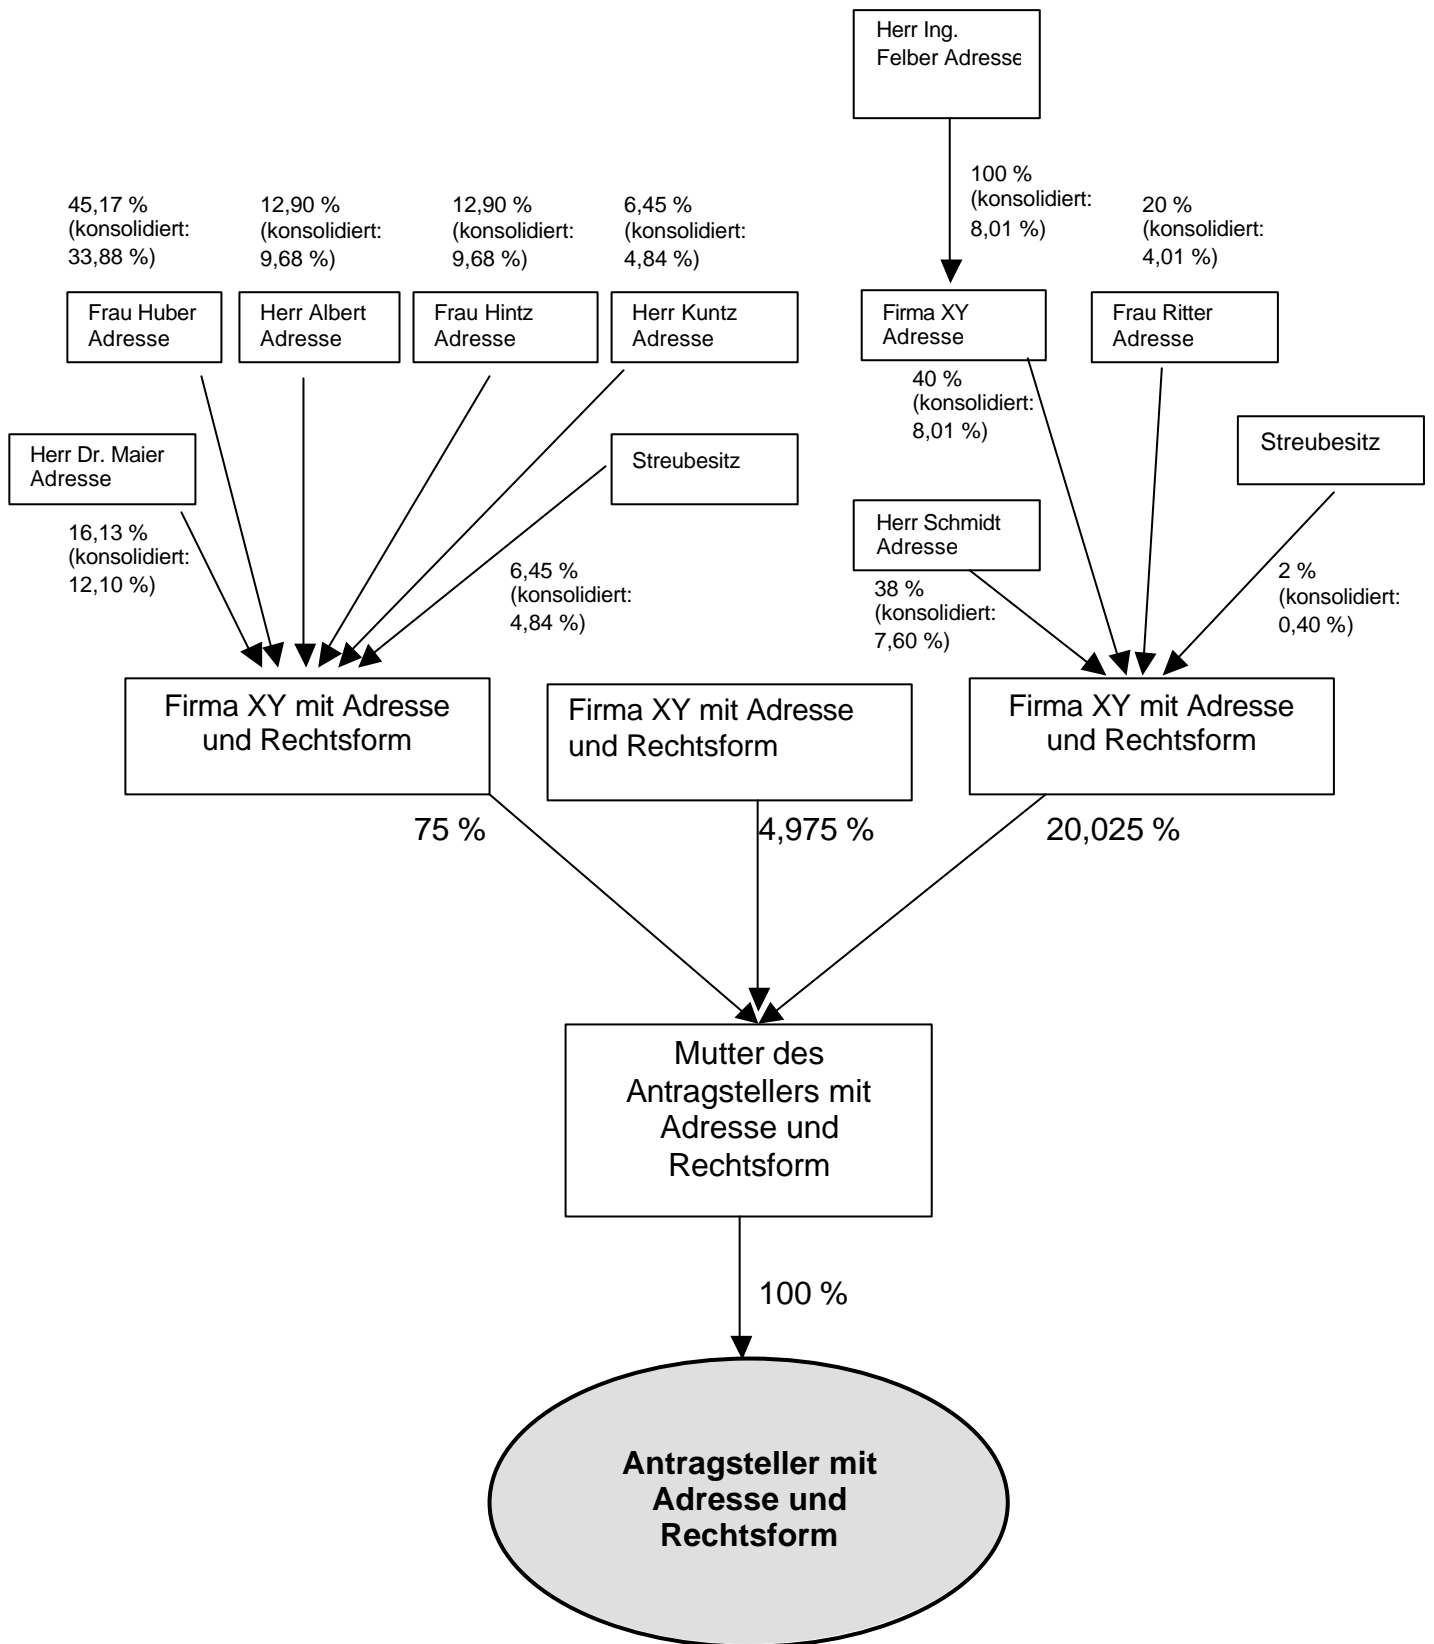 Herr Ing.
Felber Adresse
100 %
(konsolidiert:
8,01 %)
45,17 %
(konsolidiert:
33,88 %)
12,90 %
(konsolidiert:
9,68 %)
12,90 %
(konsolidiert:
9,68 %)
6,45 %
(konsolidiert:
4,84 %)
20 %
(konsolidiert:
4,01 %)
Frau Huber
Adresse
Herr Albert
Adresse
Frau Hintz
Adresse
Herr Kuntz
Adresse
Firma XY
Adresse
Frau Ritter
Adresse
40 %
(konsolidiert:
8,01 %)
Herr Dr. Maier
Adresse
Streubesitz
Streubesitz
16,13 %
(konsolidiert:
12,10 %)
6,45 %
(konsolidiert:
4,84 %)
Herr Schmidt
Adresse
38 %
(konsolidiert:
7,60 %)
2 %
(konsolidiert:
0,40 %)
Firma XY mit Adresse
und Rechtsform
Firma XY mit Adresse
und Rechtsform
Firma XY mit Adresse
und Rechtsform
75 %
4,975 %
20,025 %
Mutter des
Antragstellers mit
Adresse und
Rechtsform
100 %
Antragsteller mit
Adresse und
Rechtsform